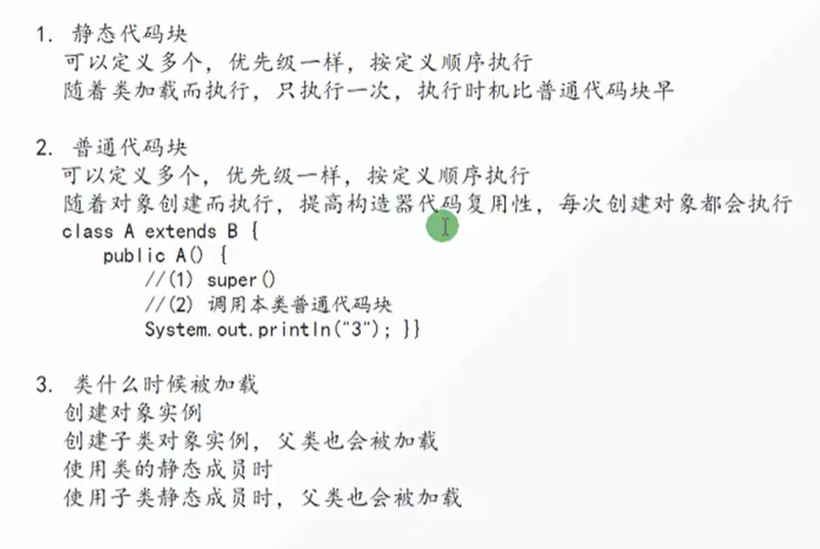 1. 静态代码块
可以定义多个，优先级一样，按定义顺序执行
随着类加载而执行，只执行一次，执行时机比普通代码块早
2. 普通代码块
可以定义多个，优先级一样，按定义顺序执行
随着对象创建而执行，提高构造器代码复用性，每次创建对象都会执行
class A extends B {
public A() {
//(1) super()
//(2) 调用本类普通代码块
System.out.println("3"); }}
3. 类什么时候被加载
创建对象实例
创建子类对象实例，父类也会被加载
使用类的静态成员时
使用子类静态成员时，父类也会被加载